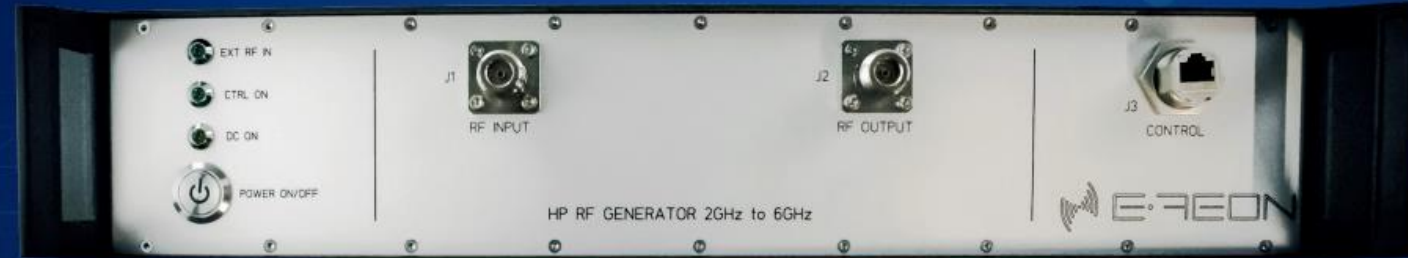 EXT RF IN
CTRL ON
DC ON
POWER ON/OFF
J1
RF INPUT
J2
RF OUTPUT
HP RF GENERATOR 2GHz to 6GHz
J3
CONTROL
E·REON